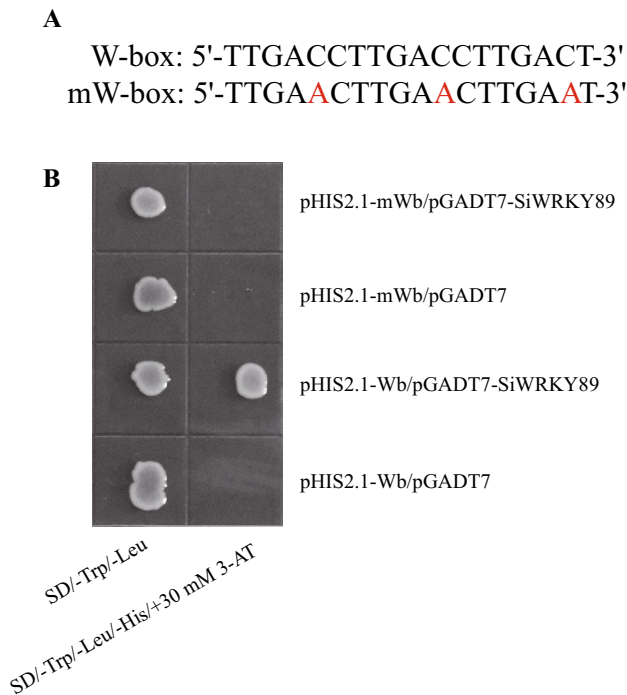 A
W-box: 5'-TTGACCTTGACCTTGACT-3'
mW-box: 5'-TTGAACTTGAACTTGAAT-3'
B
pHIS2.1-mWb/pGADT7-SiWRKY89
pHIS2.1-mWb/pGADT7
pHIS2.1-Wb/pGADT7-SiWRKY89
pHIS2.1-Wb/pGADT7
SD/-Trp/-Leu
SD/-Trp/-Leu/-His/+30 mM 3-AT